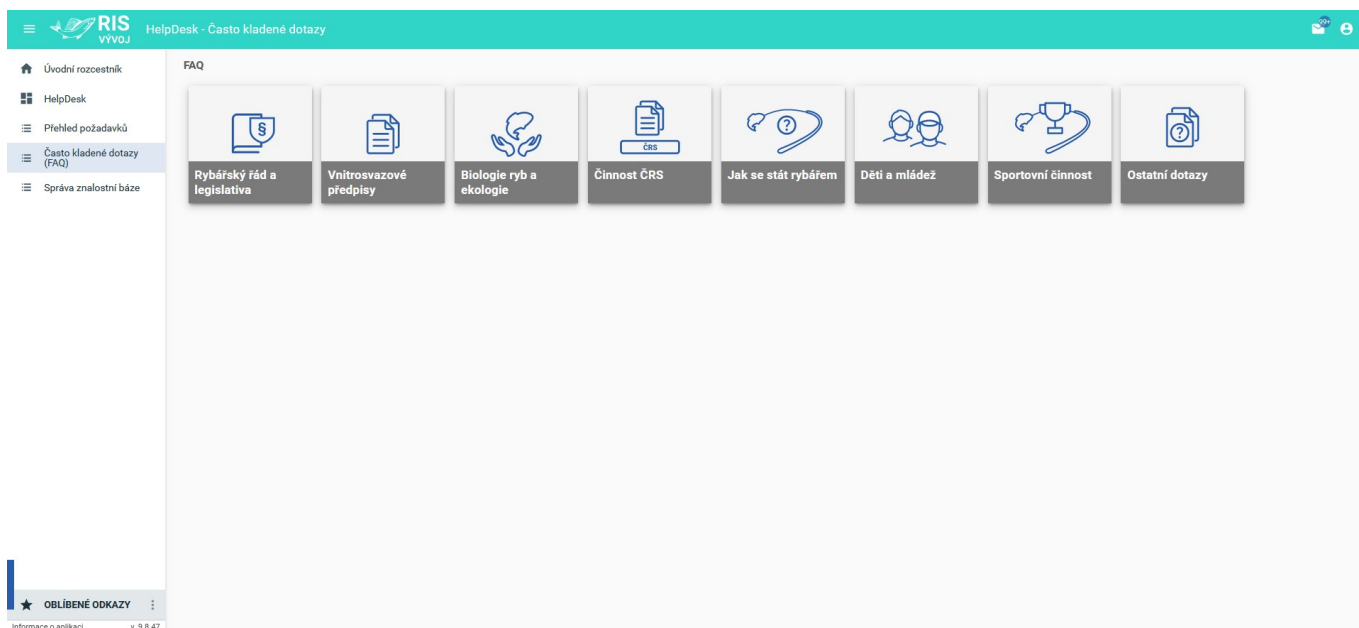 RIS
VÝVOJ
HelpDesk - Často kladené dotazy
99+
Úvodní rozcestník
HelpDesk
Přehled požadavků
Často kladené dotazy
(FAQ)
Správa znalostní báze
FAQ
§
Rybářský řád a
legislativa
Vnitrosvazové
předpisy
Biologie ryb a
ekologie
ČRS
Činnost ČRS
?
Jak se stát rybářem
Děti a mládež
Sportovní činnost
?
Ostatní dotazy
OBLÍBENÉ ODKAZY
Informace o aplikaci
v. 9.8.47